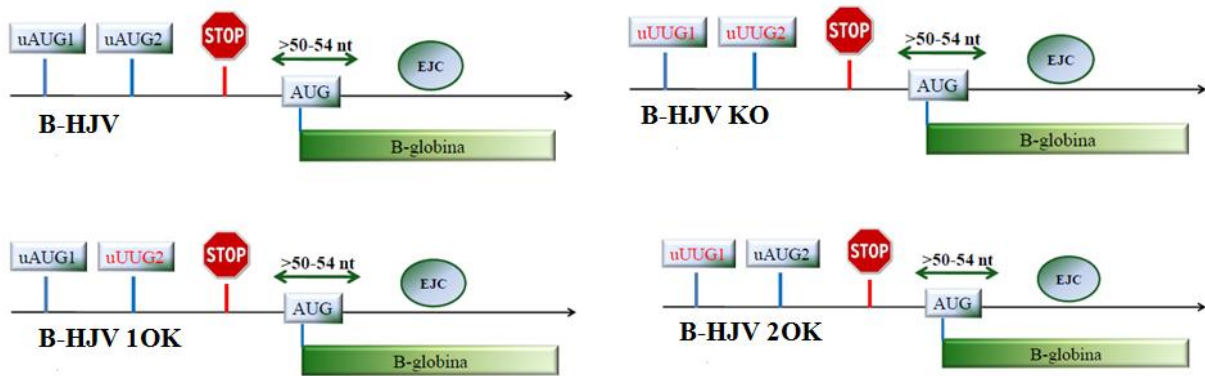 uAUG1 uAUG2 STOP >50-54 nt EJC
AUG
B-HJV
B-globina
uUUG1 uUUG2 STOP >50-54 nt EJC
AUG
B-HJV KO
B-globina
uAUG1 uUUG2 STOP >50-54 nt EJC
AUG
B-HJV 1OK
B-globina
uUUG1 uAUG2 STOP >50-54 nt EJC
AUG
B-HJV 2OK
B-globina